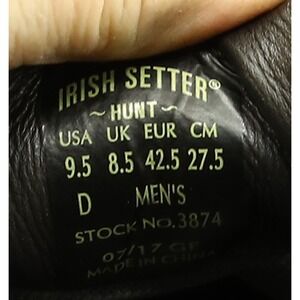 IRISH SETTER®
~HUNT~
USA UK EUR CM
9.5 8.5 42.5 27.5
D MEN'S
STOCK NO.3874
07/17 GF
MADE IN CHINA